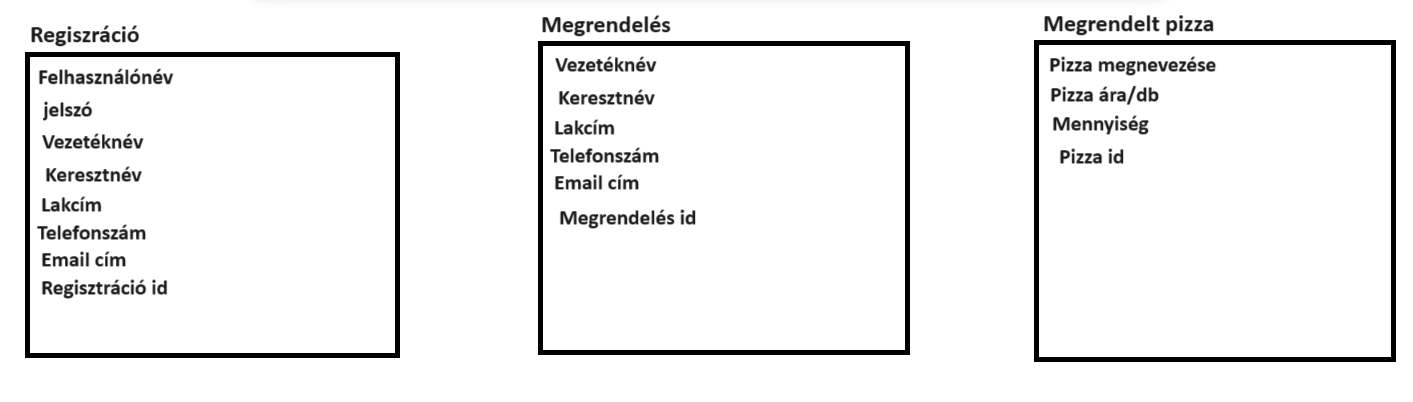 Regiszráció
Felhasználónév
jelszó
Vezetéknév
Keresztnév
Lakcím
Telefonszám
Email cím
Regisztráció id
Megrendelés
Vezetéknév
Keresztnév
Lakcím
Telefonszám
Email cím
Megrendelés id
Megrendelt pizza
Pizza megnevezése
Pizza ára/db
Mennyiség
Pizza id